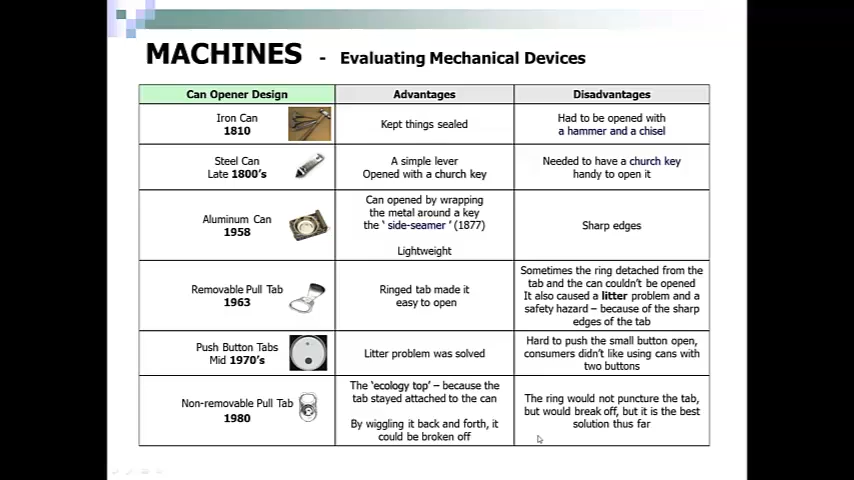 MACHINES - Evaluating Mechanical Devices
Can Opener Design
Advantages
Disadvantages
Iron Can
1810
Kept things sealed
Had to be opened with
a hammer and a chisel
Steel Can
Late 1800's
A simple lever
Opened with a church key
Needed to have a church key
handy to open it
Aluminum Can
1958
Can opened by wrapping
the metal around a key
the ‘ side-seamer ’ (1877)
Lightweight
Sharp edges
Removable Pull Tab
1963
Ringed tab made it
easy to open
Sometimes the ring detached from the
tab and the can couldn't be opened
It also caused a litter problem and a
safety hazard – because of the sharp
edges of the tab
Push Button Tabs
Mid 1970's
Litter problem was solved
Hard to push the small button open,
consumers didn't like using cans with
two buttons
Non-removable Pull Tab
1980
The ‘ecology top’ – because the
tab stayed attached to the can
By wiggling it back and forth, it
could be broken off
The ring would not puncture the tab,
but would break off, but it is the best
solution thus far